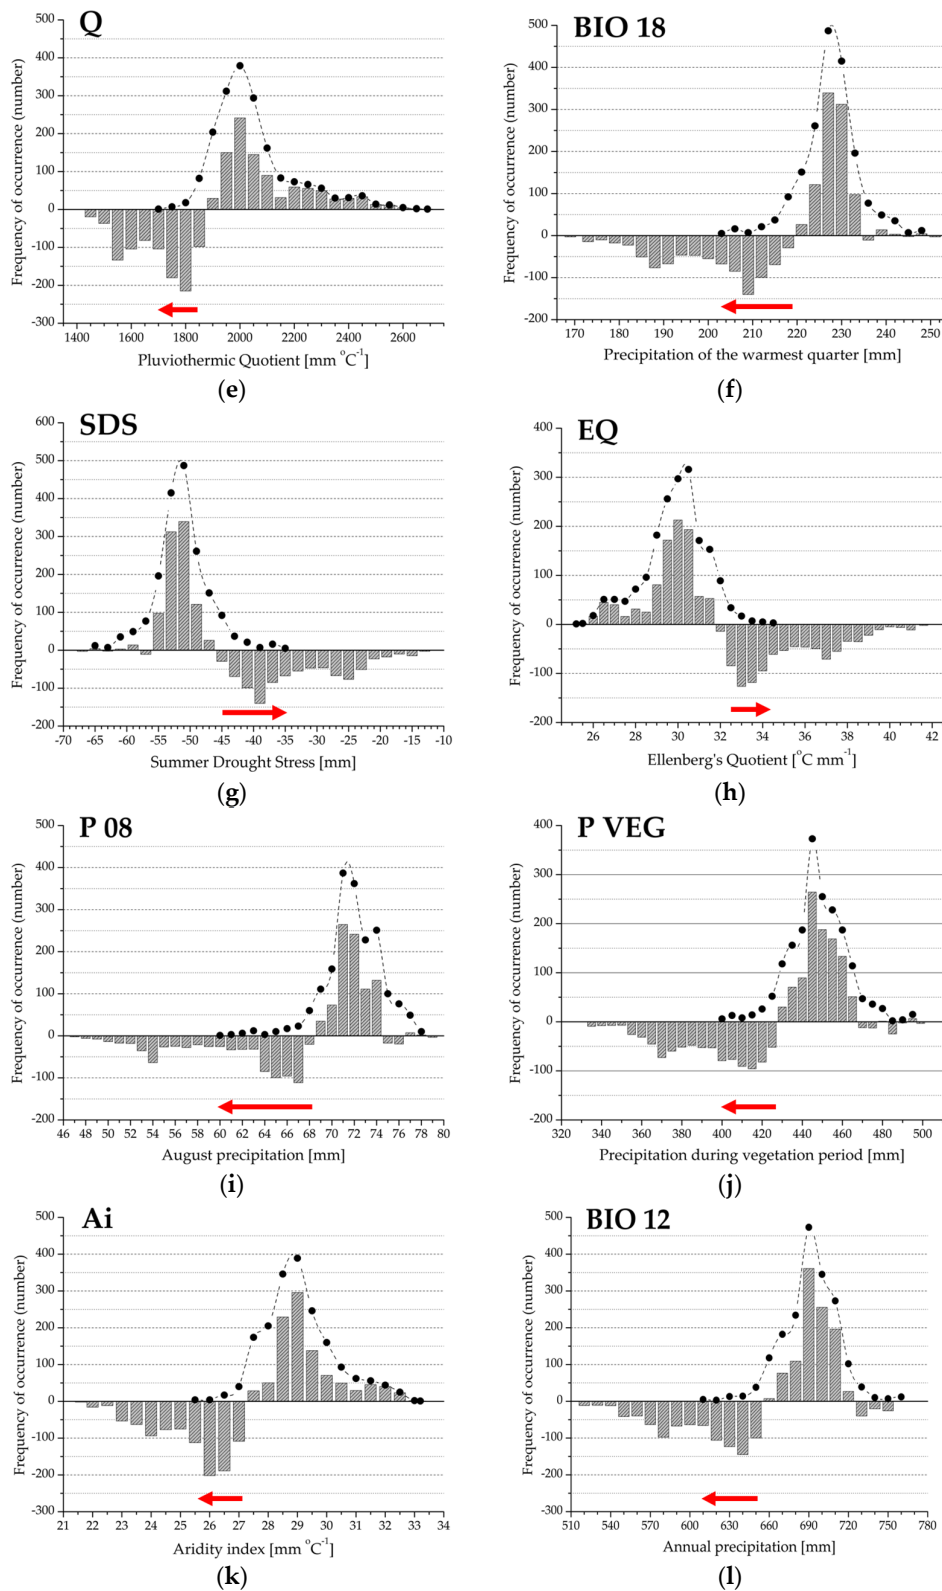 Q
Frequency of occurrence (number)
500
400
300
200
100
0
-100
-200
-300
1400 1600 1800 2000 2200 2400 2600
Pluviothermic Quotient [mm °C⁻¹]
(e)
BIO 18
Frequency of occurrence (number)
500
400
300
200
100
0
-100
-200
170 180 190 200 210 220 230 240 250
Precipitation of the warmest quarter [mm]
(f)
SDS
Frequency of occurrence (number)
600
500
400
300
200
100
0
-100
-200
-70 -65 -60 -55 -50 -45 -40 -35 -30 -25 -20 -15 -10
Summer Drought Stress [mm]
(g)
EQ
Frequency of occurrence (number)
400
300
200
100
0
-100
-200
26 28 30 32 34 36 38 40 42
Ellenberg's Quotient [°C mm⁻¹]
(h)
P 08
Frequency of occurrence (number)
500
400
300
200
100
0
-100
-200
46 48 50 52 54 56 58 60 62 64 66 68 70 72 74 76 78 80
August precipitation [mm]
(i)
P VEG
Frequency of occurrence (number)
400
300
200
100
0
-100
-200
320 340 360 380 400 420 440 460 480 500
Precipitation during vegetation period [mm]
(j)
Ai
Frequency of occurrence (number)
500
400
300
200
100
0
-100
-200
-300
21 22 23 24 25 26 27 28 29 30 31 32 33 34
Aridity index [mm °C⁻¹]
(k)
BIO 12
Frequency of occurrence (number)
500
400
300
200
100
0
-100
-200
-300
510 540 570 600 630 660 690 720 750 780
Annual precipitation [mm]
(l)